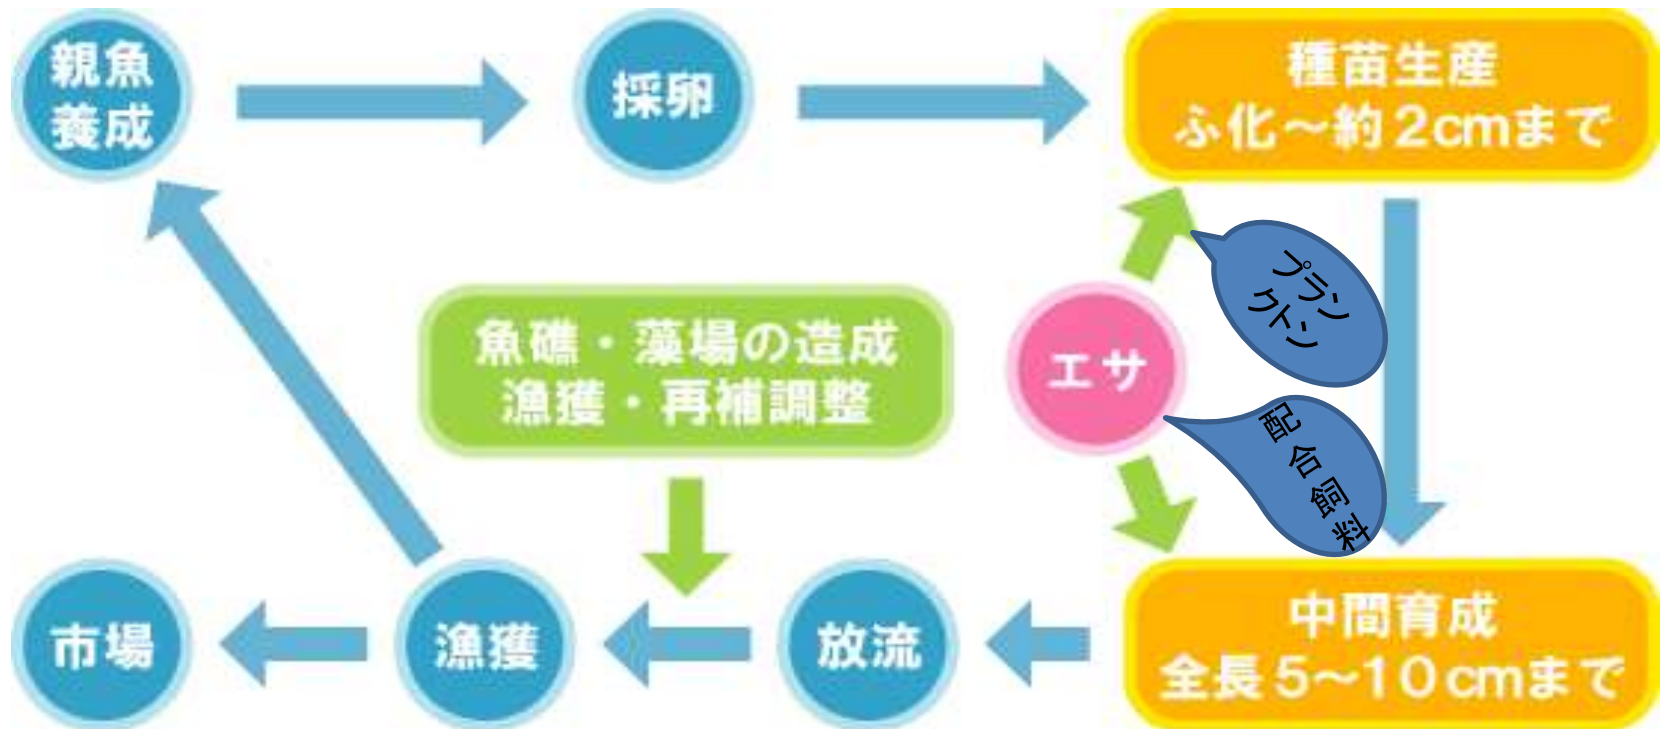 親魚
養成
採卵
種苗生産
ふ化～約2cmまで
プラン
クトン
魚礁・藻場の造成
漁獲・再補調整
エサ
配合飼料
市場
漁獲
放流
中間育成
全長5～10cmまで